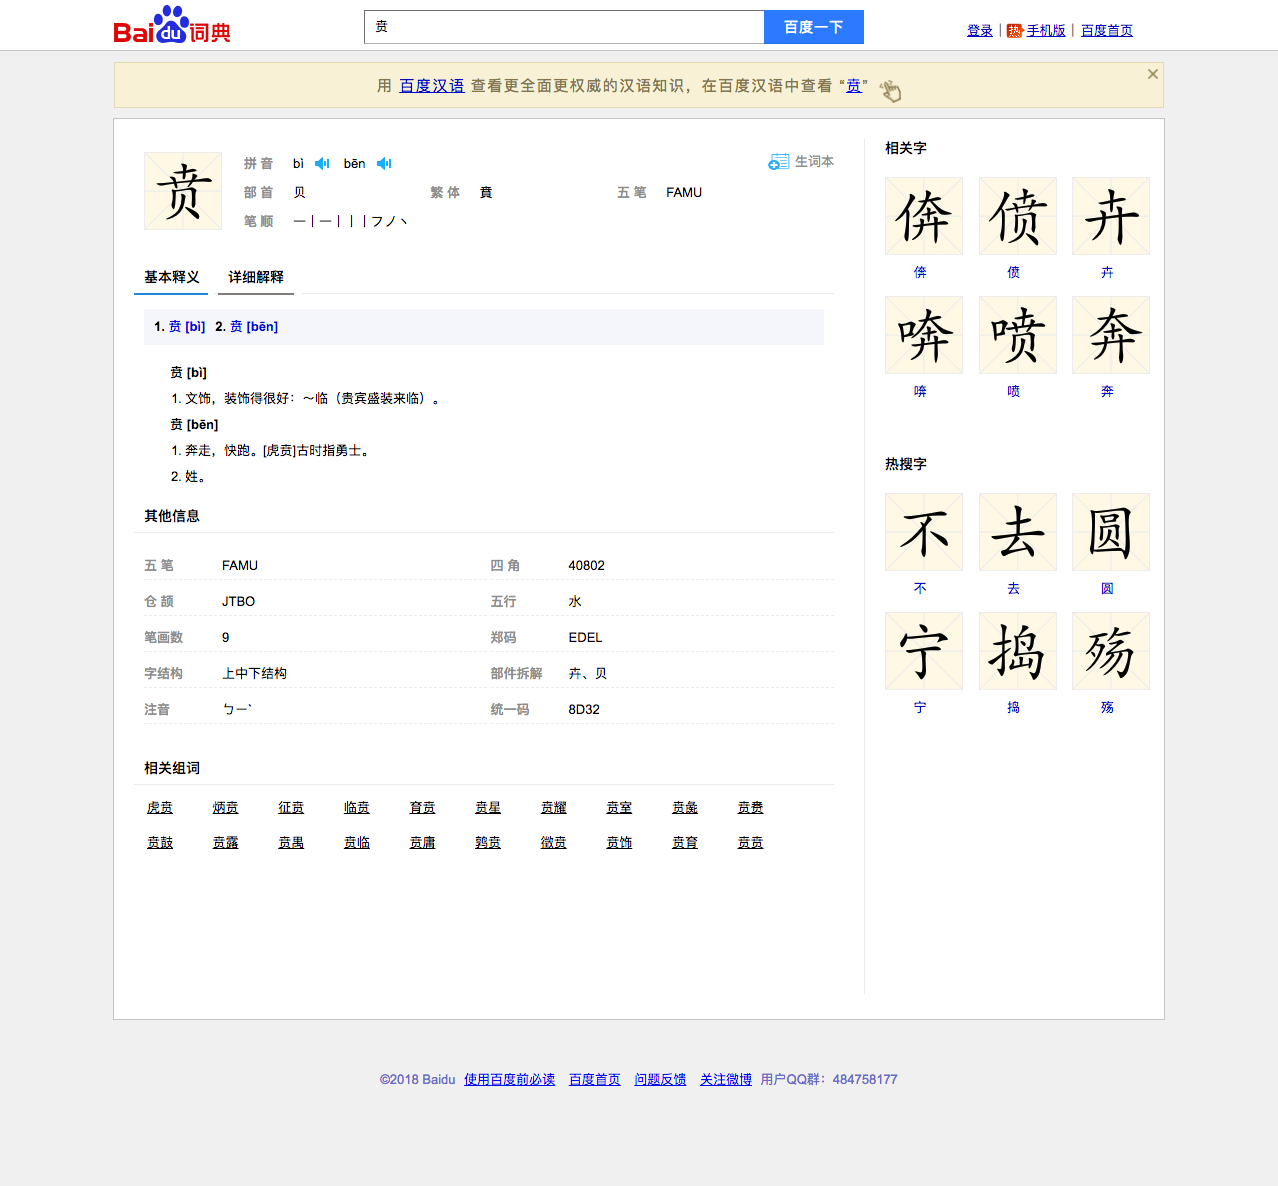 Baidu词典
贲
百度一下
登录 | 热 手机版 | 百度首页
用 百度汉语 查看更全面更权威的汉语知识，在百度汉语中查看 “贲”
贲
拼 音 bì bēn
生词本
部 首 贝 繁 体 賁 五 笔 FAMU
笔 顺 一丨一丨丨丨フノ丶
基本释义 详细解释
1. 贲 [bì] 2. 贲 [bēn]
贲 [bì]
1. 文饰，装饰得很好：～临（贵宾盛装来临）。
贲 [bēn]
1. 奔走，快跑。[虎贲]古时指勇士。
2. 姓。
其他信息
五 笔 FAMU 四 角 40802
仓 颉 JTBO 五行 水
笔画数 9 郑码 EDEL
字结构 上中下结构 部件拆解 卉、贝
注音 ㄅㄧˋ 统一码 8D32
相关组词
虎贲 炳贲 征贲 临贲 育贲 贲星 贲耀 贲室 贲彘 贲赉
贲鼓 贲露 贲禺 贲临 贲庸 鹑贲 徵贲 贲饰 贲育 贲贲
相关字
倴 偾 卉
倴 偾 卉
喯 喷 奔
喯 喷 奔
热搜字
不 去 圆
不 去 圆
宁 捣 殇
宁 捣 殇
©2018 Baidu 使用百度前必读 百度首页 问题反馈 关注微博 用户QQ群：484758177